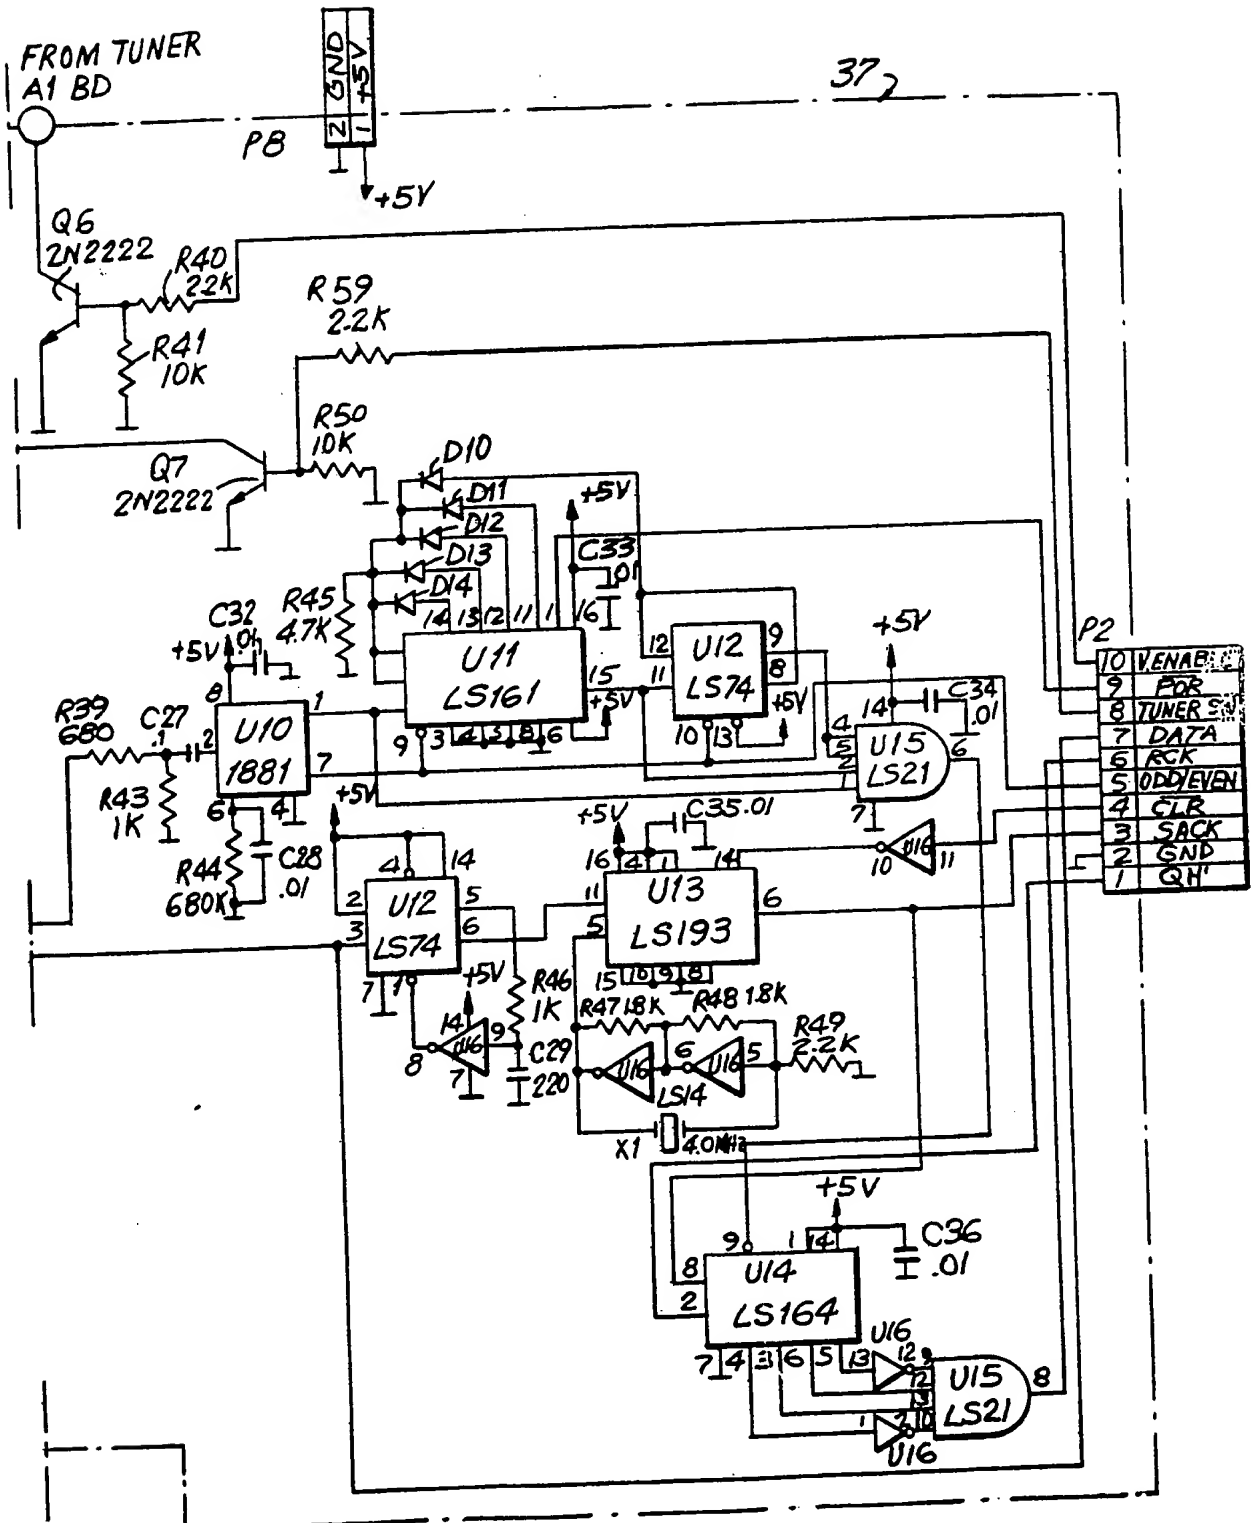 FROM TUNER
A1 BD
2 GND
1 +5V
P8
+5V
37
Q6
2N2222
R40
22K
R41
10K
R59
2.2K
R50
10K
Q7
2N2222
D10
D11
D12
D13
D14
+5V
C33
.01
R45
4.7K
14 13 12 11 1 16
U11
LS161
15
+5V
9 3 4 5 8 6
C32
+5V
8
U10
1881
1
2
7
6 4
R39
680
C27
.1
R43
1K
R44
680K
C28
.01
12
11
U12
LS74
9
8
10 13
+5V
+5V
14
C34
.01
4
5
2
1
U15
LS21
6
7
P2
10 V.ENAB
9 POR
8 TUNER
7 DATA
6 RCK
5 ODD/EVEN
4 CLR
3 SACK
2 GND
1 QH'
+5V
4 14
2
3
U12
LS74
5
6
7 1
+5V
14
U16
9
8
7
R46
1K
C29
220
+5V
C35 .01
16 4 1 14
11
5
U13
LS193
6
15 10 9 8
10 U16 11
R47 1.8K
R48 1.8K
R49
2.2K
U16
6 U16 5
LS14
X1
4.0MHz
+5V
C36
.01
9 1 14
8
2
U14
LS164
7 4 3 6 5 13
U16
12 9
12
13
10
U15
LS21
8
1 2
U16